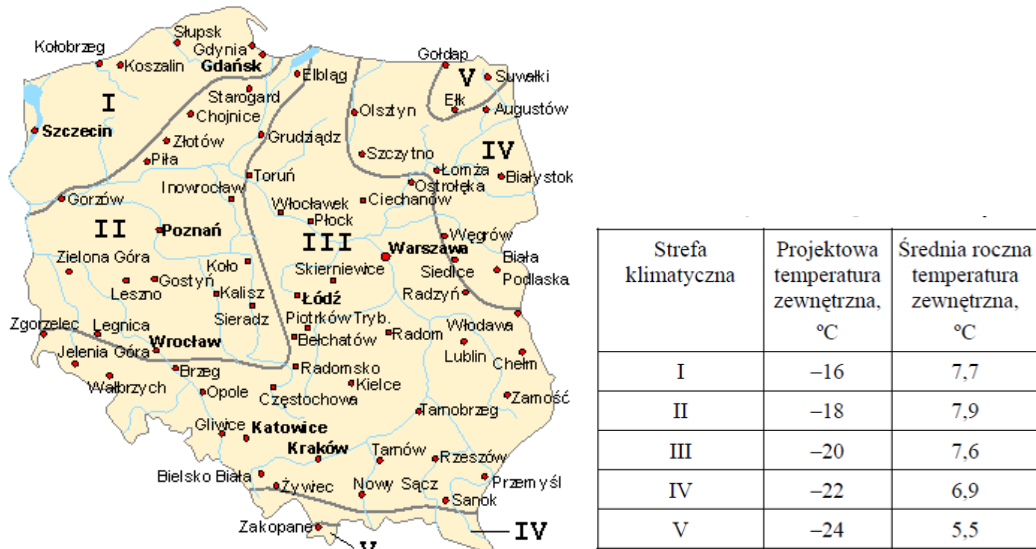 Słupsk
Kołobrzeg
Gdynia
Koszalin
Gdańsk
Elbląg
Gołdap
V
Suwałki
I
Starogard
Chojnice
Olsztyn
Ełk
Augustów
Szczecin
Złotów
Grudziądz
Piła
Szczytno
IV
Łomża
Białystok
Toruń
Inowrocław
Ostrołęka
Gorzów
Włocławek
Ciechanów
Płock
II
Poznań
III
Węgrów
Warszawa
Zielona Góra
Koło
Skierniewice
Siedlce
Biała
Podlaska
Leszno
Gostyń
Kalisz
Łódź
Radzyń
Sieradz
Piotrków Tryb.
Zgorzelec
Legnica
Bełchatów
Radom
Włodawa
Wrocław
Lublin
Chełm
Jelenia Góra
Brzeg
Radomsko
Wałbrzych
Opole
Częstochowa
Kielce
Zamość
Tarnobrzeg
Gliwice
Katowice
Kraków
Tarnów
Rzeszów
Bielsko Biała
Żywiec
Nowy Sącz
Przemyśl
Sanok
Zakopane
V
IV
Strefa
klimatyczna
Projektowa
temperatura
zewnętrzna,
ºC
Średnia roczna
temperatura
zewnętrzna,
ºC
I –16 7,7
II –18 7,9
III –20 7,6
IV –22 6,9
V –24 5,5